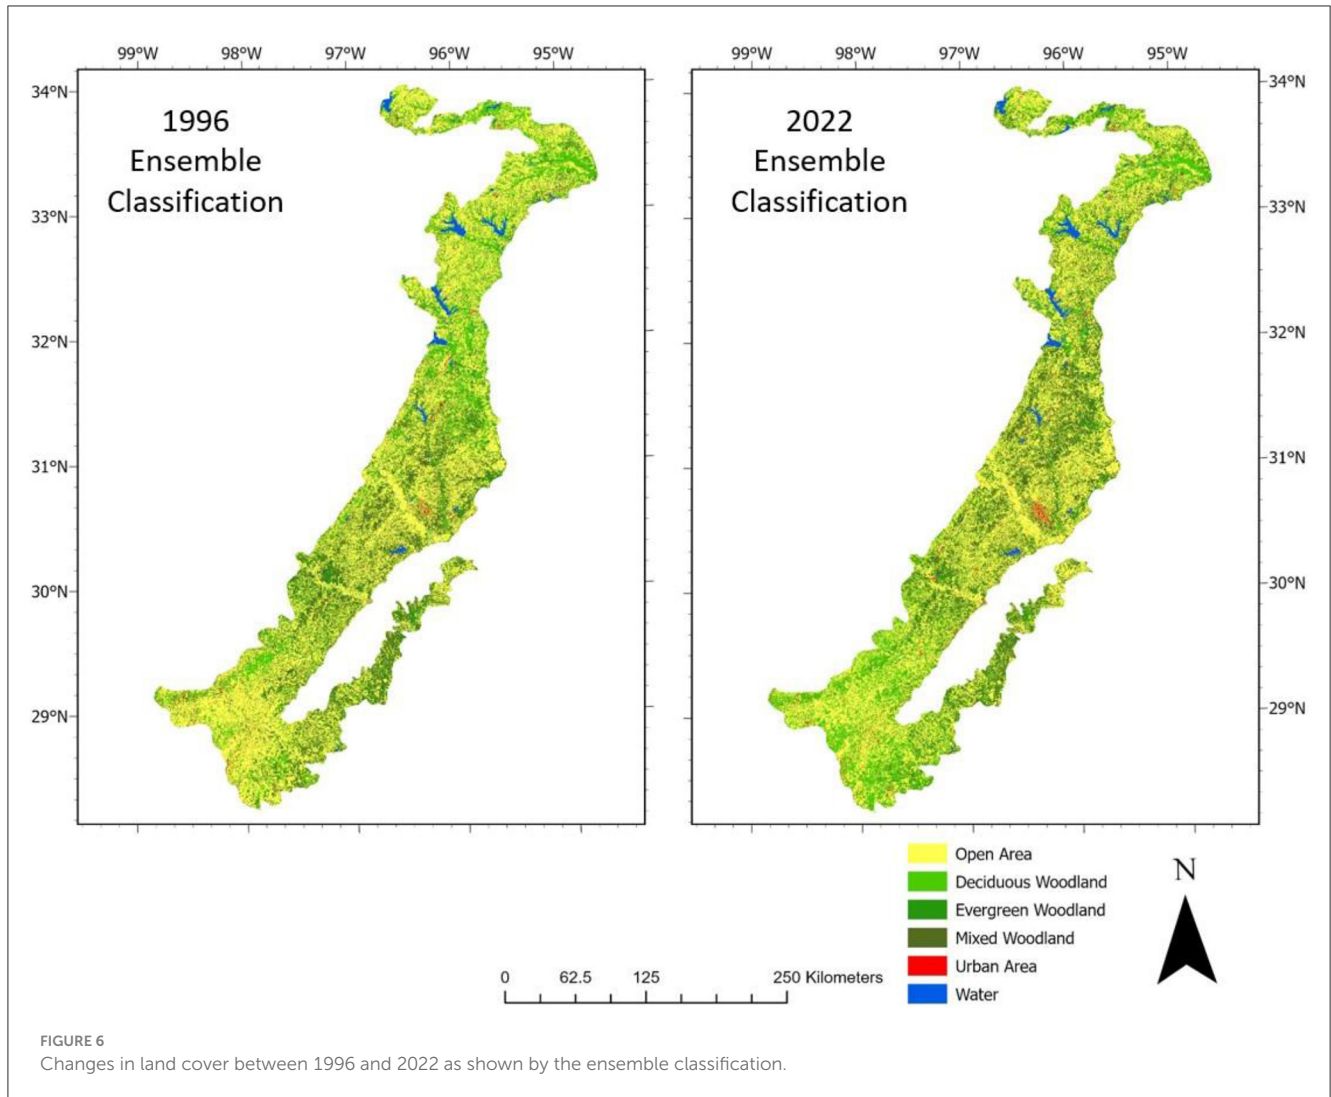 99°W 98°W 97°W 96°W 95°W
99°W 98°W 97°W 96°W 95°W
34°N
33°N
32°N
31°N
30°N
29°N
1996
Ensemble
Classification
2022
Ensemble
Classification
34°N
33°N
32°N
31°N
30°N
29°N
Open Area
Deciduous Woodland
Evergreen Woodland
Mixed Woodland
Urban Area
Water
N
0 62.5 125 250 Kilometers
FIGURE 6
Changes in land cover between 1996 and 2022 as shown by the ensemble classification.